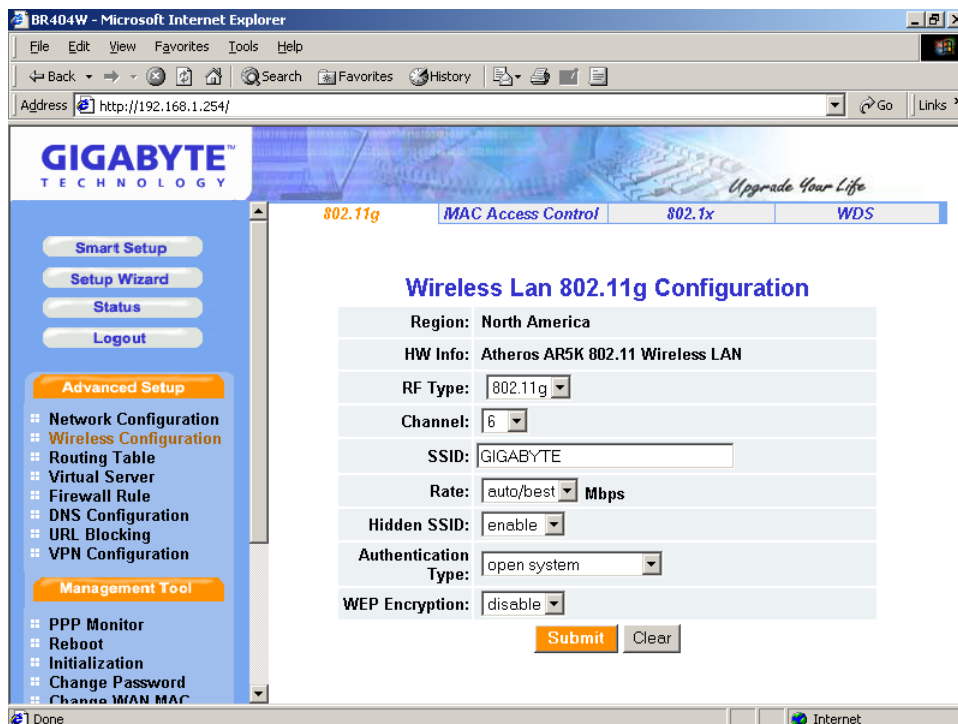 BR404W - Microsoft Internet Explorer
File Edit View Favorites Tools Help
Back Search Favorites History
Address http://192.168.1.254/ Go Links
GIGABYTE™
TECHNOLOGY
Upgrade Your Life
802.11g MAC Access Control 802.1x WDS
Smart Setup
Setup Wizard
Status
Logout
Advanced Setup
Network Configuration
Wireless Configuration
Routing Table
Virtual Server
Firewall Rule
DNS Configuration
URL Blocking
VPN Configuration
Management Tool
PPP Monitor
Reboot
Initialization
Change Password
Change WAN MAC
Wireless Lan 802.11g Configuration
Region: North America
HW Info: Atheros AR5K 802.11 Wireless LAN
RF Type: 802.11g
Channel: 6
SSID: GIGABYTE
Rate: auto/best Mbps
Hidden SSID: enable
Authentication
Type: open system
WEP Encryption: disable
Submit Clear
Done Internet